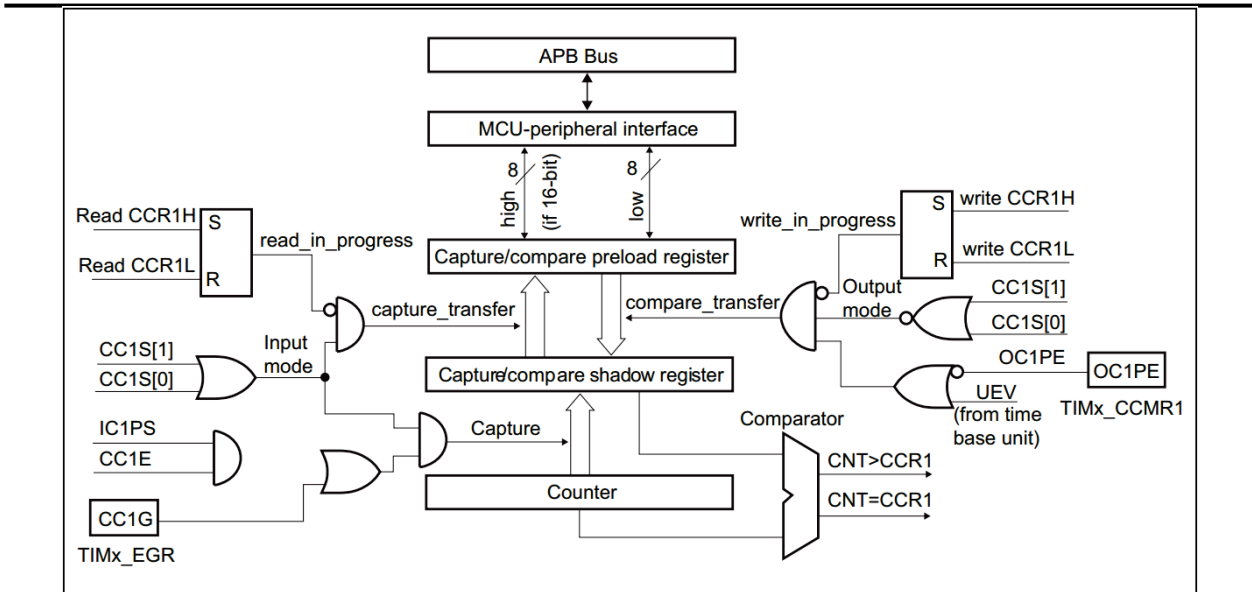 APB Bus
MCU-peripheral interface
8
high
(if 16-bit)
8
low
Read CCR1H
S
read_in_progress
Read CCR1L
R
write_in_progress
S
write CCR1H
R
write CCR1L
Capture/compare preload register
capture_transfer
compare_transfer
Output
mode
CC1S[1]
CC1S[0]
CC1S[1]
CC1S[0]
Input
mode
Capture/compare shadow register
OC1PE
OC1PE
UEV
(from time
base unit)
TIMx_CCMR1
IC1PS
CC1E
Capture
Comparator
CNT>CCR1
Counter
CNT=CCR1
CC1G
TIMx_EGR